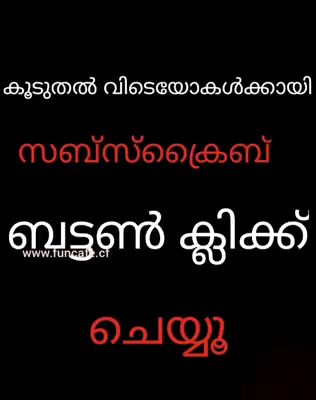 കൂടുതൽ വിടെയോകൾക്കായി
സബ്സ്ക്രൈബ്
ബട്ടൺ ക്ലിക്ക്
www.funcafe.cf
ചെയ്യൂ